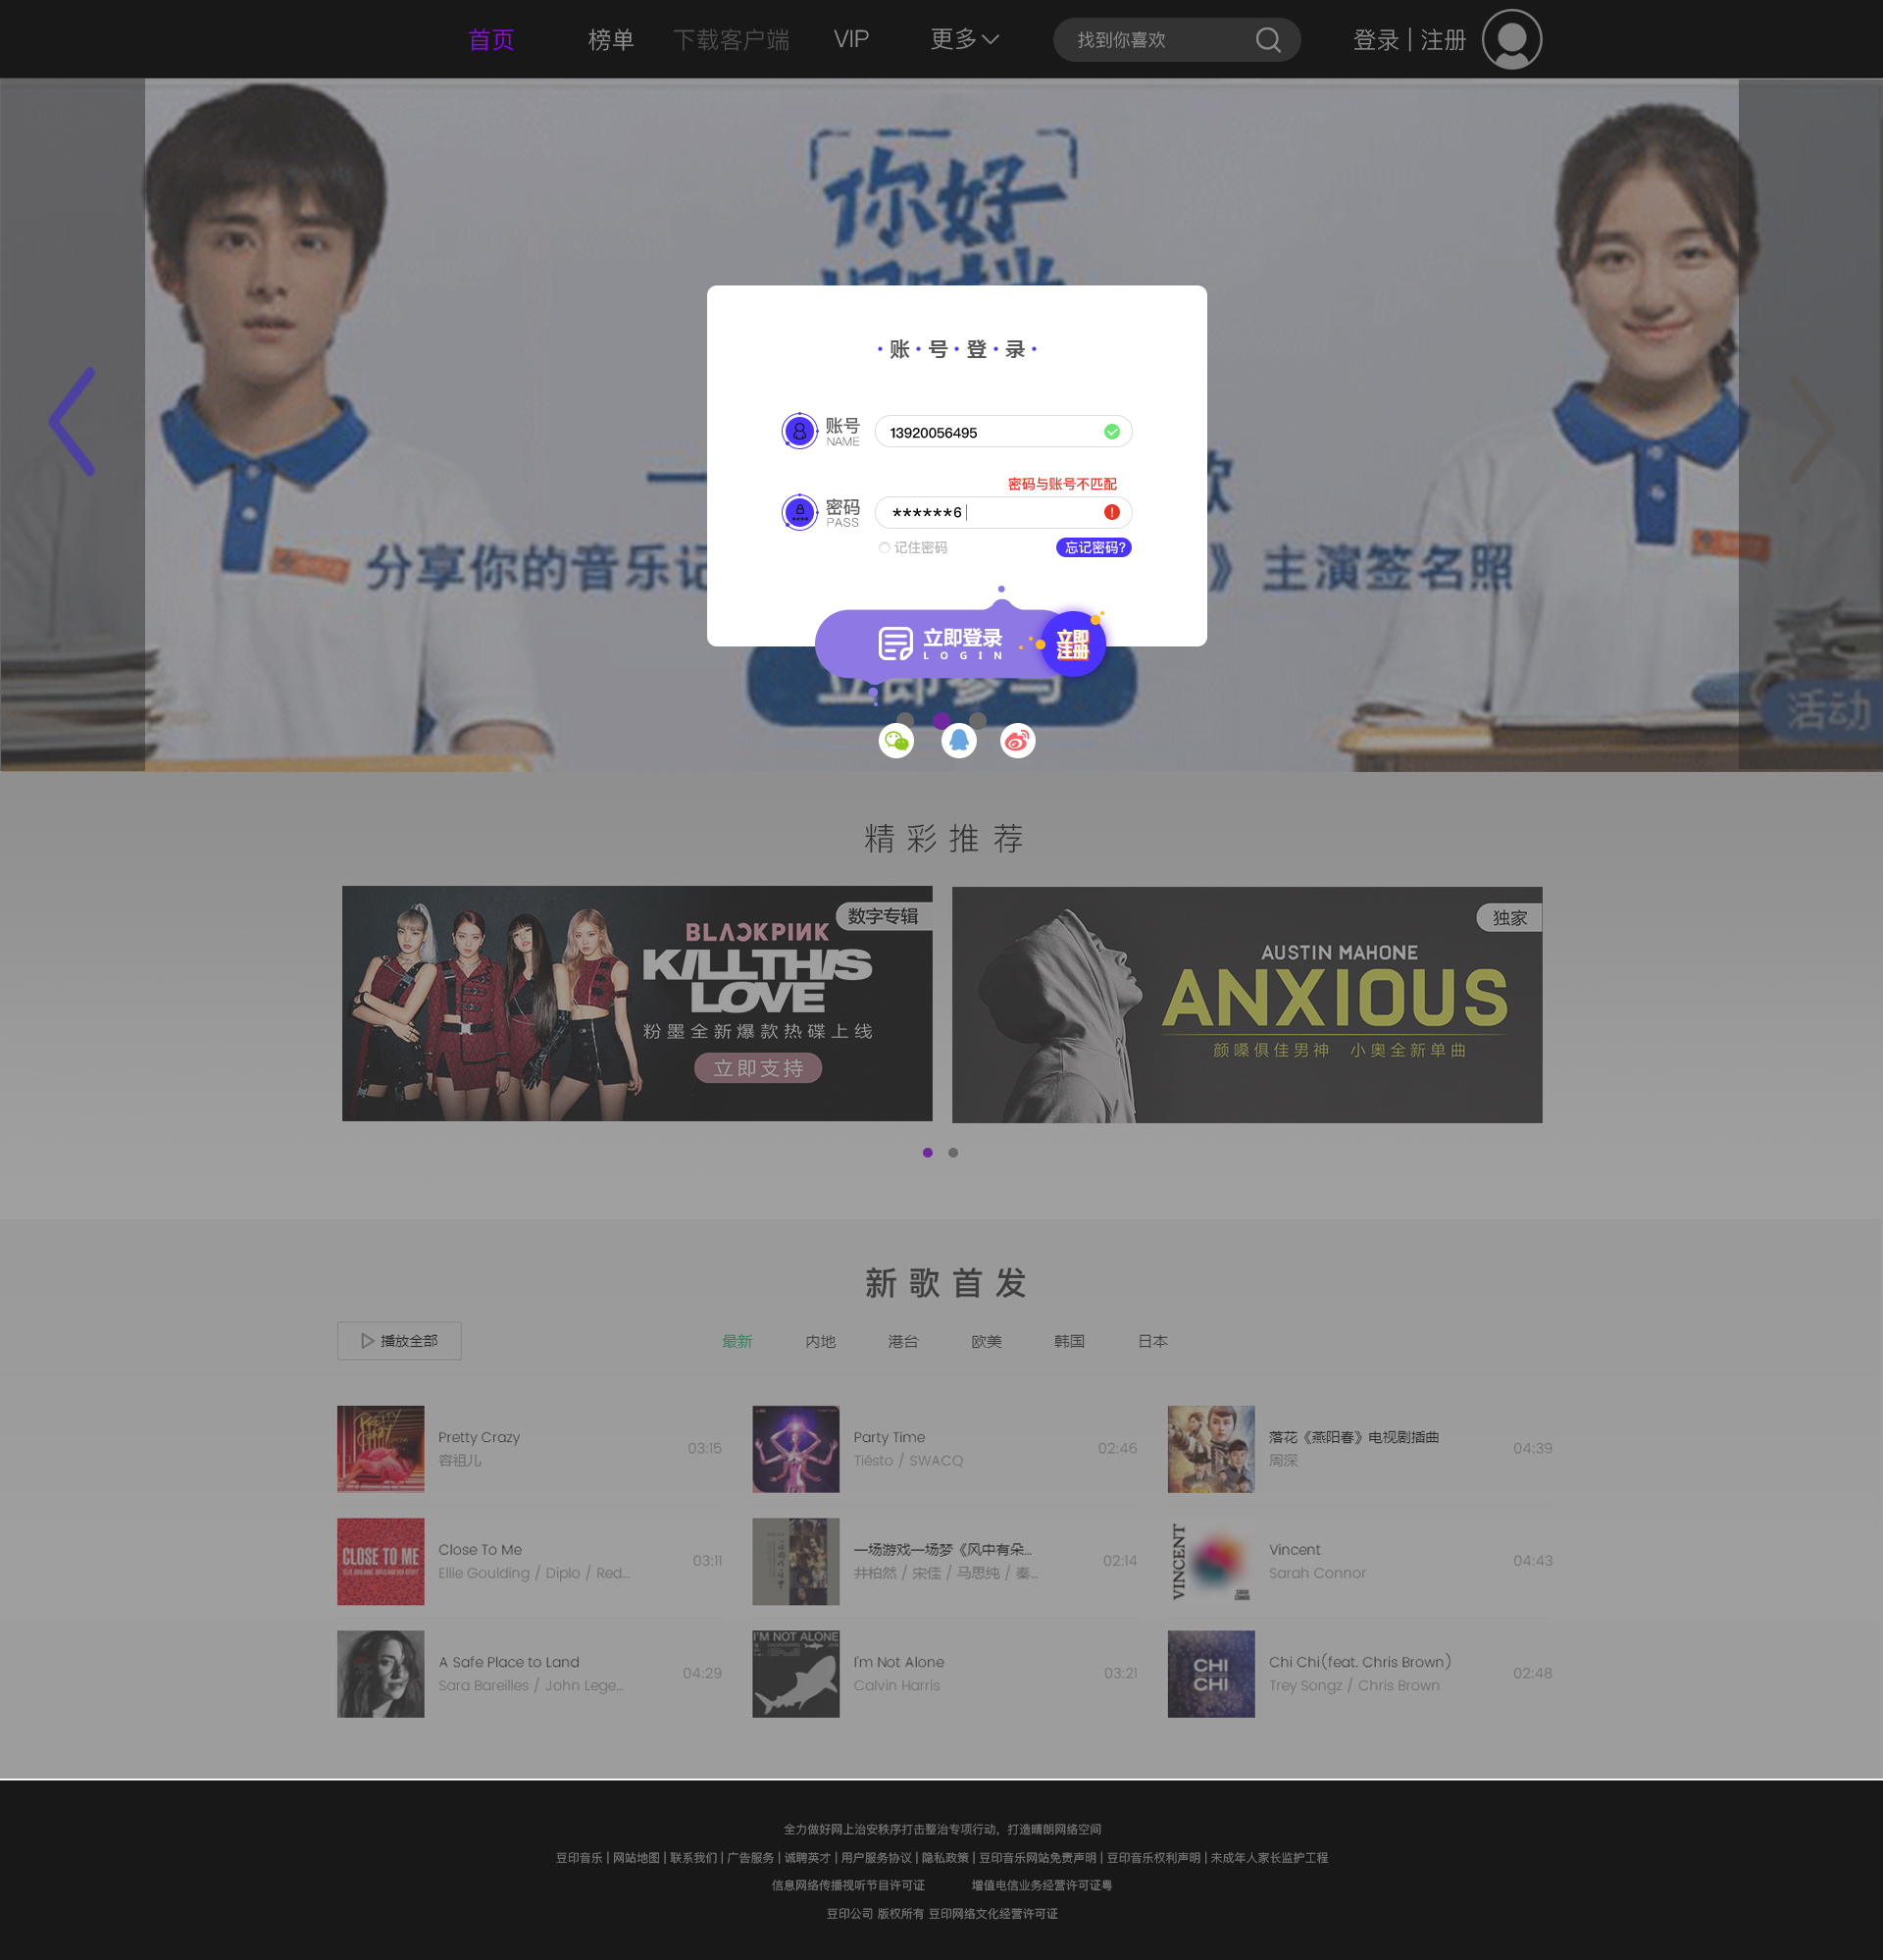 首页 榜单 下载客户端 VIP 更多 找到你喜欢 登录 | 注册
你好
·账·号·登·录·
账号 13920056495
NAME
密码与账号不匹配
密码 ******6
PASS
记住密码 忘记密码?
分享你的音乐记
》主演签名照
立即登录
LOGIN
立即
注册
立即参与
活动
精彩推荐
数字专辑
BLACKPINK
KILL THIS
LOVE
粉墨全新爆款热碟上线
立即支持
独家
AUSTIN MAHONE
ANXIOUS
颜嗓俱佳男神 小奥全新单曲
新歌首发
播放全部 最新 内地 港台 欧美 韩国 日本
PRETTY
CRAZY
Pretty Crazy
容祖儿
03:15
Party Time
Tiësto / SWACQ
02:46
落花《燕阳春》电视剧插曲
周深
04:39
CLOSE TO ME
Close To Me
Ellie Goulding / Diplo / Red...
03:11
一场游戏一场梦《风中有朵...
井柏然 / 宋佳 / 马思纯 / 秦...
02:14
VINCENT
SARAH
CONNOR
Vincent
Sarah Connor
04:43
A Safe Place to Land
Sara Bareilles / John Lege...
04:29
I'M NOT ALONE
I'm Not Alone
Calvin Harris
03:21
CHI
CHI
Chi Chi(feat. Chris Brown)
Trey Songz / Chris Brown
02:48
全力做好网上治安秩序打击整治专项行动，打造晴朗网络空间
豆印音乐 | 网站地图 | 联系我们 | 广告服务 | 诚聘英才 | 用户服务协议 | 隐私政策 | 豆印音乐网站免责声明 | 豆印音乐权利声明 | 未成年人家长监护工程
信息网络传播视听节目许可证 增值电信业务经营许可证粤
豆印公司 版权所有 豆印网络文化经营许可证